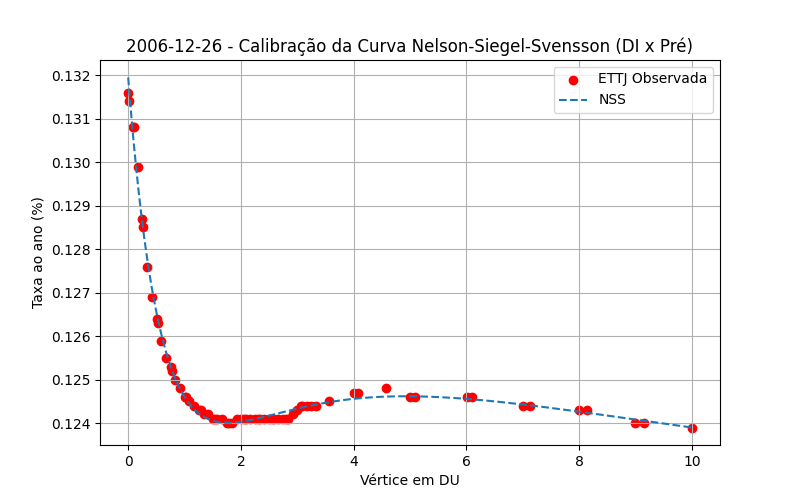 2006-12-26 - Calibração da Curva Nelson-Siegel-Svensson (DI x Pré)
ETTJ Observada
NSS
Taxa ao ano (%)
0.132
0.131
0.130
0.129
0.128
0.127
0.126
0.125
0.124
0 2 4 6 8 10
Vértice em DU